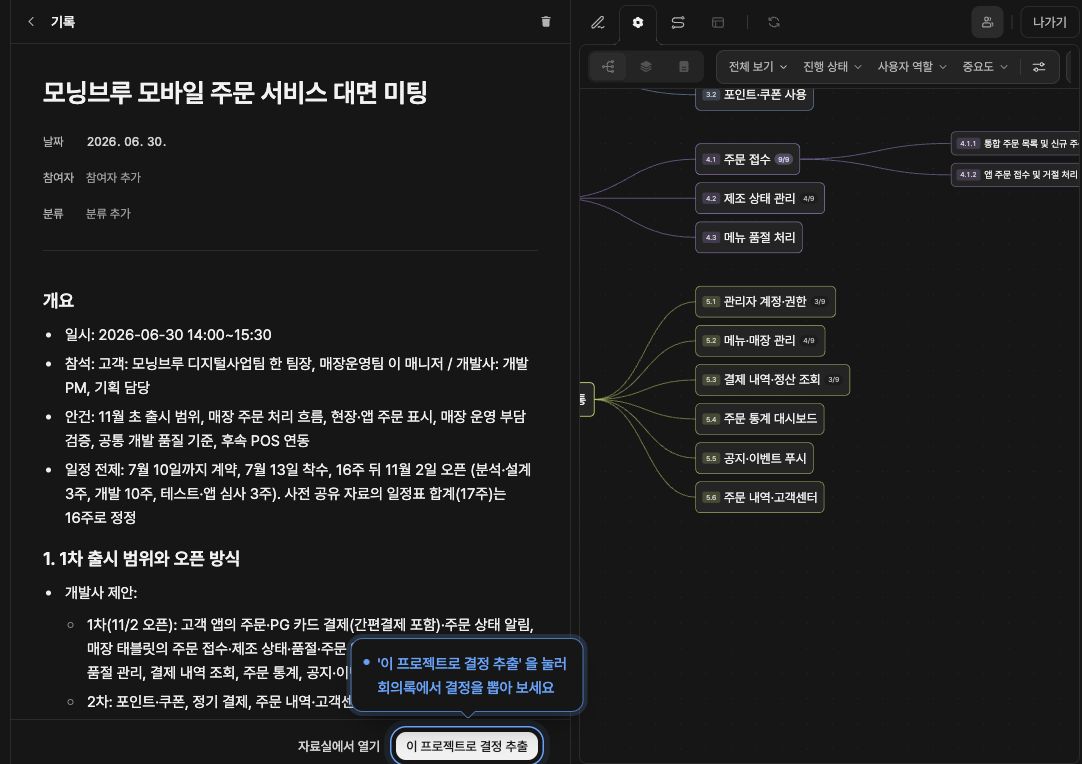 기록
모닝브루 모바일 주문 서비스 대면 미팅
날짜 2026. 06. 30.
참여자 참여자 추가
분류 분류 추가
개요
• 일시: 2026-06-30 14:00~15:30
• 참석: 고객: 모닝브루 디지털사업팀 한 팀장, 매장운영팀 이 매니저 / 개발사: 개발
PM, 기획 담당
• 안건: 11월 초 출시 범위, 매장 주문 처리 흐름, 현장·앱 주문 표시, 매장 운영 부담
검증, 공통 개발 품질 기준, 후속 POS 연동
• 일정 전제: 7월 10일까지 계약, 7월 13일 착수, 16주 뒤 11월 2일 오픈 (분석·설계
3주, 개발 10주, 테스트·앱 심사 3주). 사전 공유 자료의 일정표 합계(17주)는
16주로 정정
1. 1차 출시 범위와 오픈 방식
• 개발사 제안:
○ 1차(11/2 오픈): 고객 앱의 주문·PG 카드 결제(간편결제 포함)·주문 상태 알림,
매장 태블릿의 주문 접수·제조 상태·품절·주문
품절 관리, 결제 내역 조회, 주문 통계, 공지·이벤
○ 2차: 포인트·쿠폰, 정기 결제, 주문 내역·고객센
• '이 프로젝트로 결정 추출' 을 눌러
회의록에서 결정을 뽑아 보세요
자료실에서 열기
이 프로젝트로 결정 추출
나가기
전체 보기
진행 상태
사용자 역할
중요도
3.2 포인트·쿠폰 사용
4.1 주문 접수 9/9
4.1.1 통합 주문 목록 및 신규 주
4.1.2 앱 주문 접수 및 거절 처리
4.2 제조 상태 관리 4/9
4.3 메뉴 품절 처리
통
5.1 관리자 계정·권한 3/9
5.2 메뉴·매장 관리 4/9
5.3 결제 내역·정산 조회 3/9
5.4 주문 통계 대시보드
5.5 공지·이벤트 푸시
5.6 주문 내역·고객센터